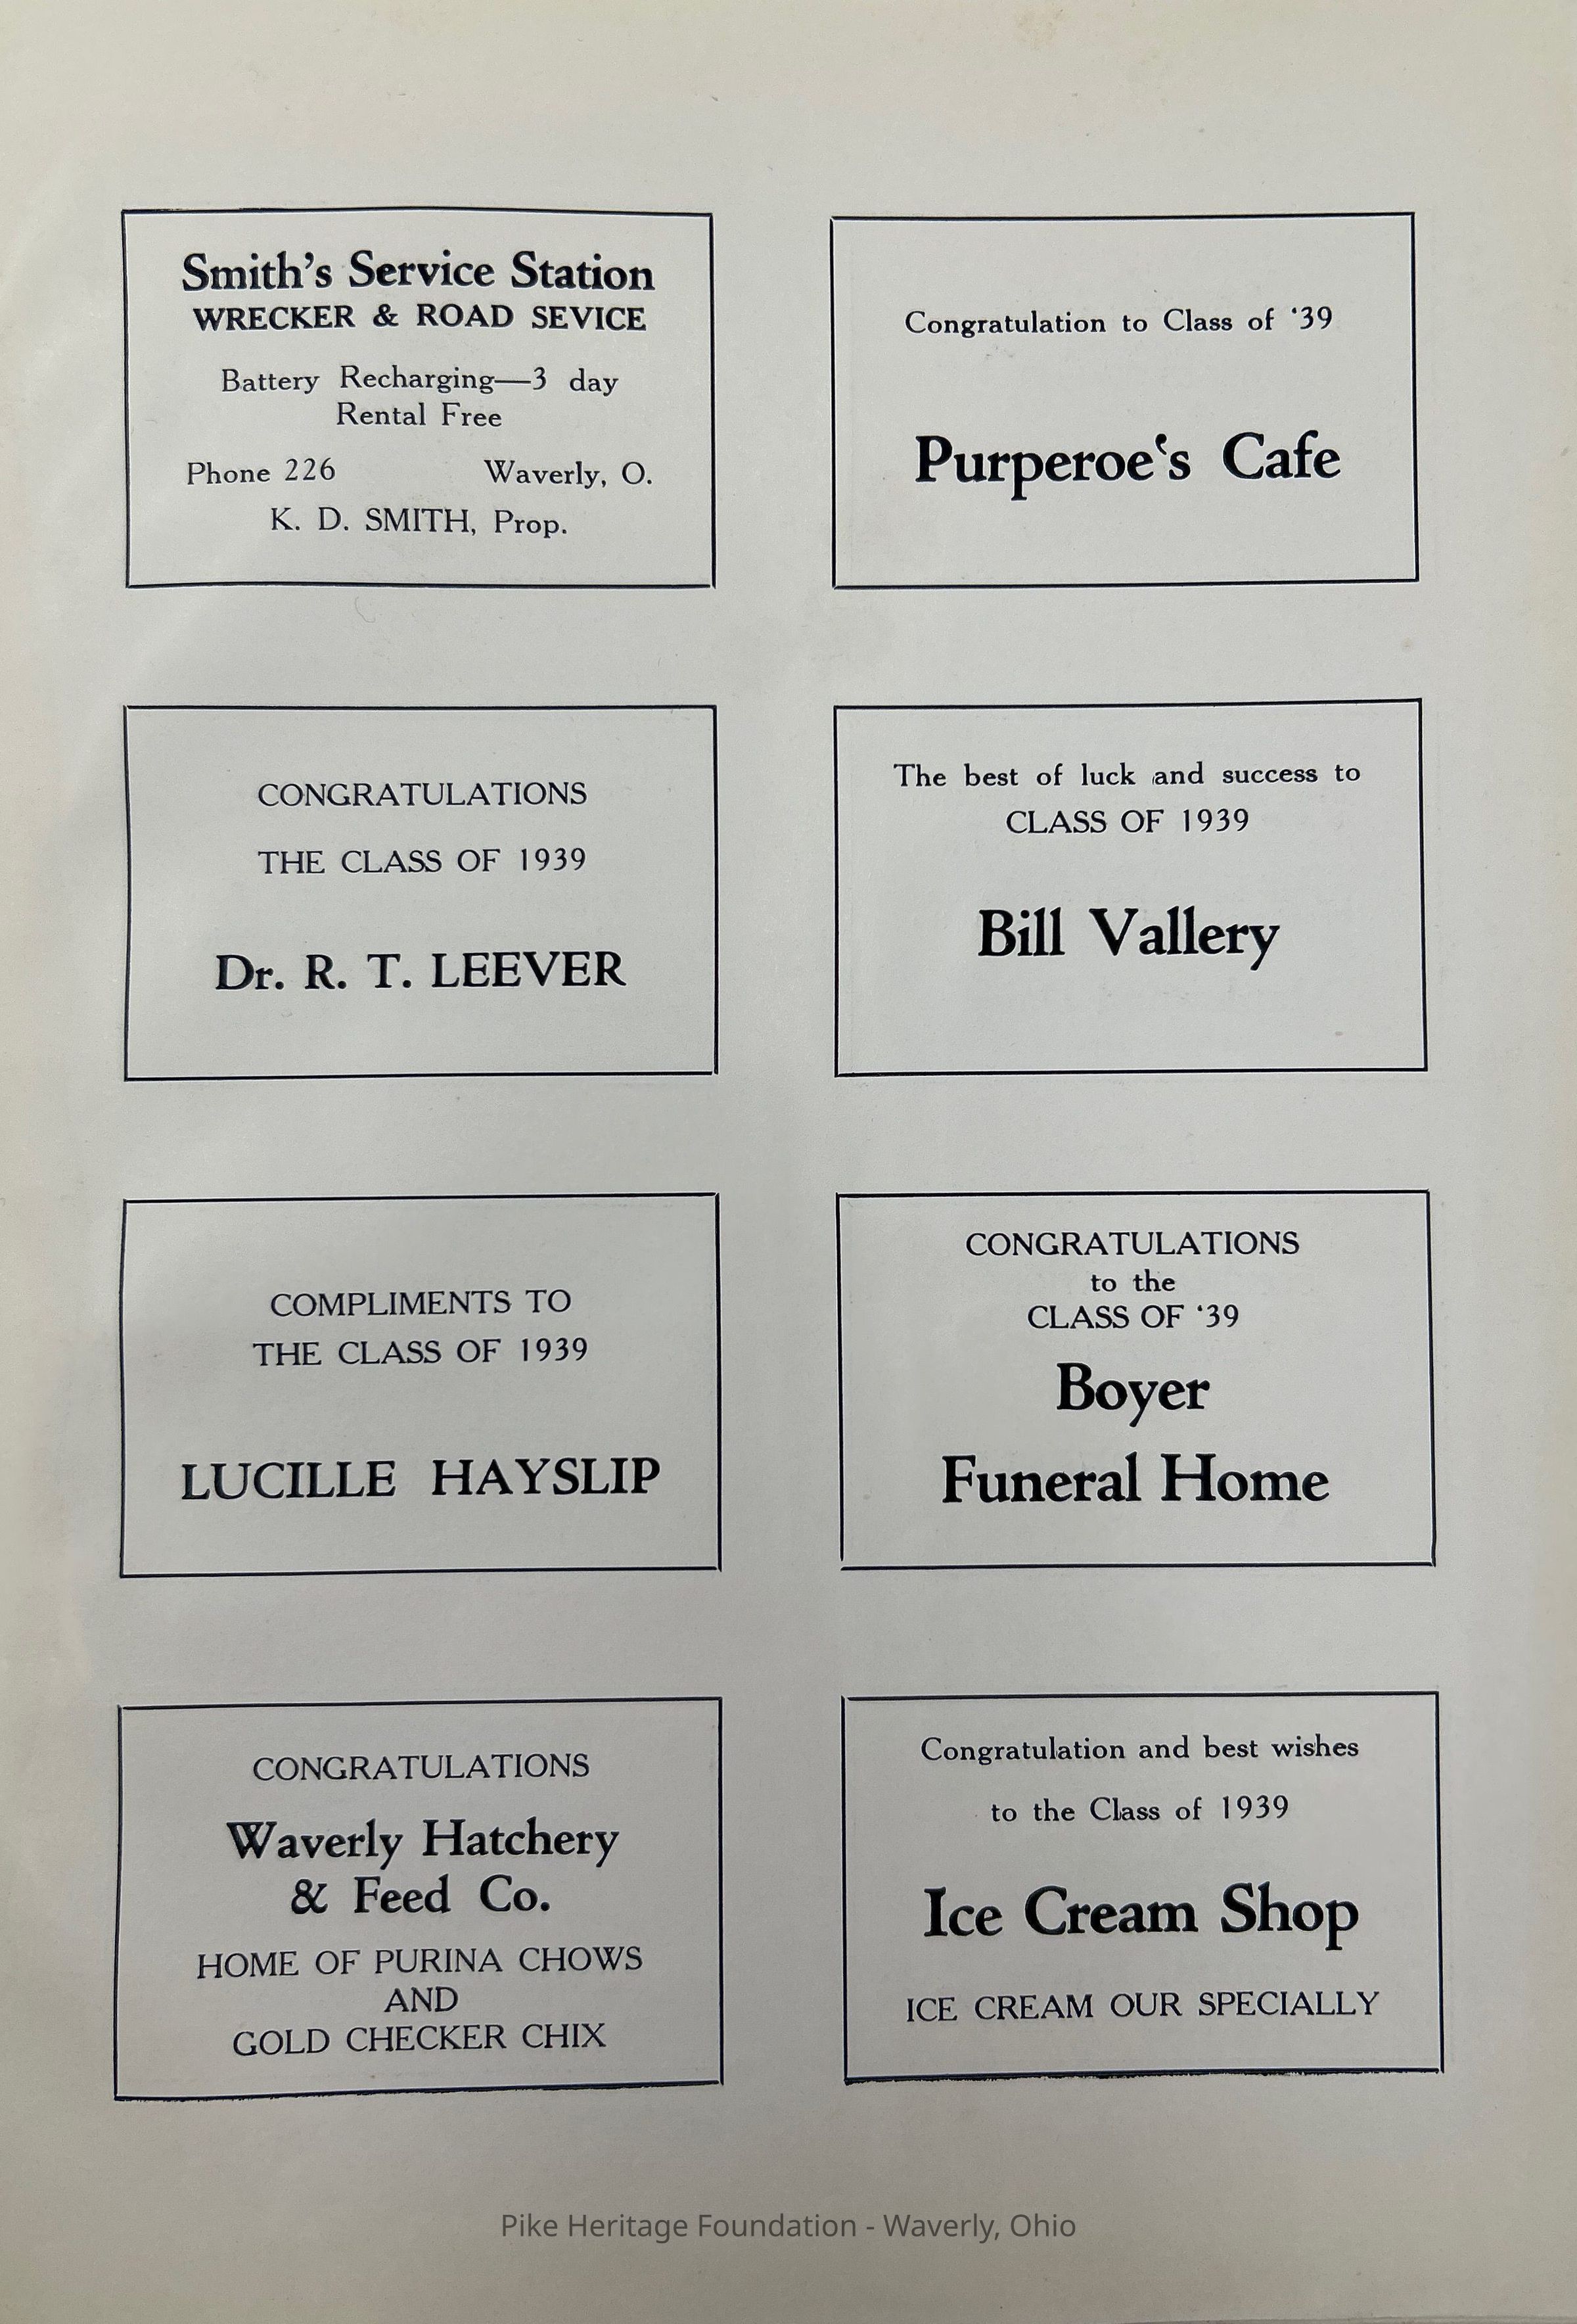 Smith's Service Station
WRECKER & ROAD SEVICE
Battery Recharging—3 day
Rental Free
Phone 226 Waverly, O.
K. D. SMITH, Prop.
Congratulation to Class of ‘39
Purperoe‘s Cafe
CONGRATULATIONS
THE CLASS OF 1939
Dr. R. T. LEEVER
The best of luck and success to
CLASS OF 1939
Bill Vallery
COMPLIMENTS TO
THE CLASS OF 1939
LUCILLE HAYSLIP
CONGRATULATIONS
to the
CLASS OF ‘39
Boyer
Funeral Home
CONGRATULATIONS
Waverly Hatchery
& Feed Co.
HOME OF PURINA CHOWS
AND
GOLD CHECKER CHIX
Congratulation and best wishes
to the Class of 1939
Ice Cream Shop
ICE CREAM OUR SPECIALLY
Pike Heritage Foundation - Waverly, Ohio